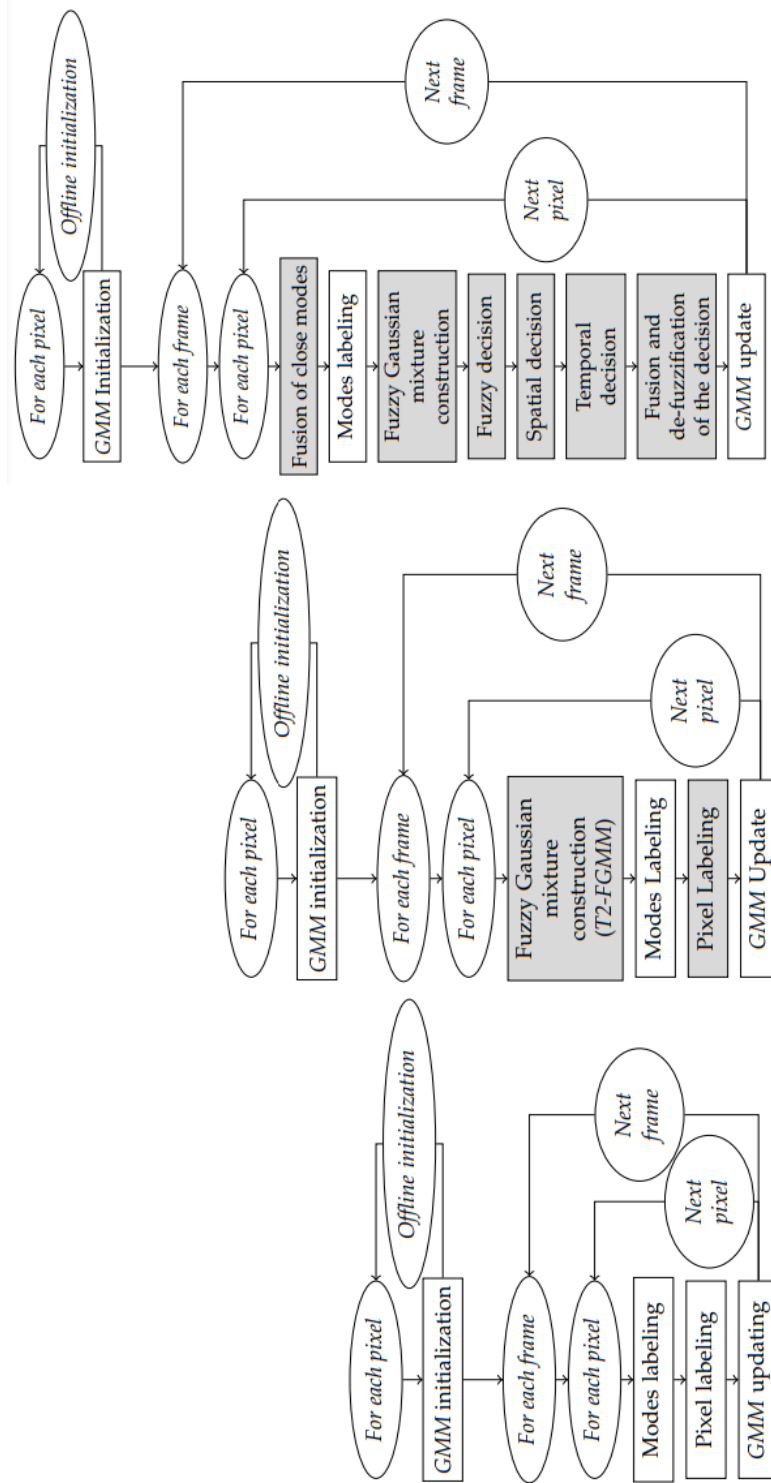 For each pixel
Offline initialization
GMM initialization
For each frame
For each pixel
Modes labeling
Pixel labeling
GMM updating
Next
pixel
Next
frame
For each pixel
Offline initialization
GMM initialization
For each frame
For each pixel
Fuzzy Gaussian
mixture
construction
(T2-FGMM)
Modes Labeling
Pixel Labeling
GMM Update
Next
pixel
Next
frame
For each pixel
Offline initialization
GMM Initialization
For each frame
For each pixel
Fusion of close modes
Modes labeling
Fuzzy Gaussian
mixture
construction
Fuzzy decision
Spatial decision
Temporal
decision
Fusion and
de-fuzzification
of the decision
GMM update
Next
pixel
Next
frame